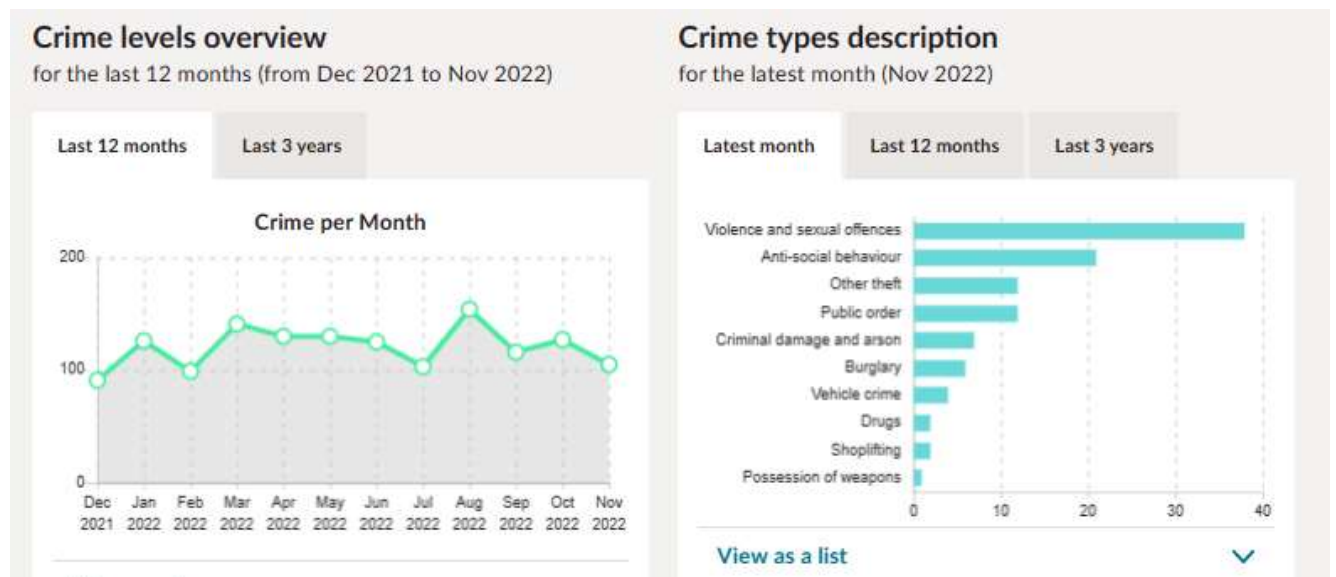 Crime levels overview
for the last 12 months (from Dec 2021 to Nov 2022)
Last 12 months
Last 3 years
Crime per Month
200
100
0
Dec 2021
Jan 2022
Feb 2022
Mar 2022
Apr 2022
May 2022
Jun 2022
Jul 2022
Aug 2022
Sep 2022
Oct 2022
Nov 2022
Crime types description
for the latest month (Nov 2022)
Latest month
Last 12 months
Last 3 years
Violence and sexual offences
Anti-social behaviour
Other theft
Public order
Criminal damage and arson
Burglary
Vehicle crime
Drugs
Shoplifting
Possession of weapons
0 10 20 30 40
View as a list